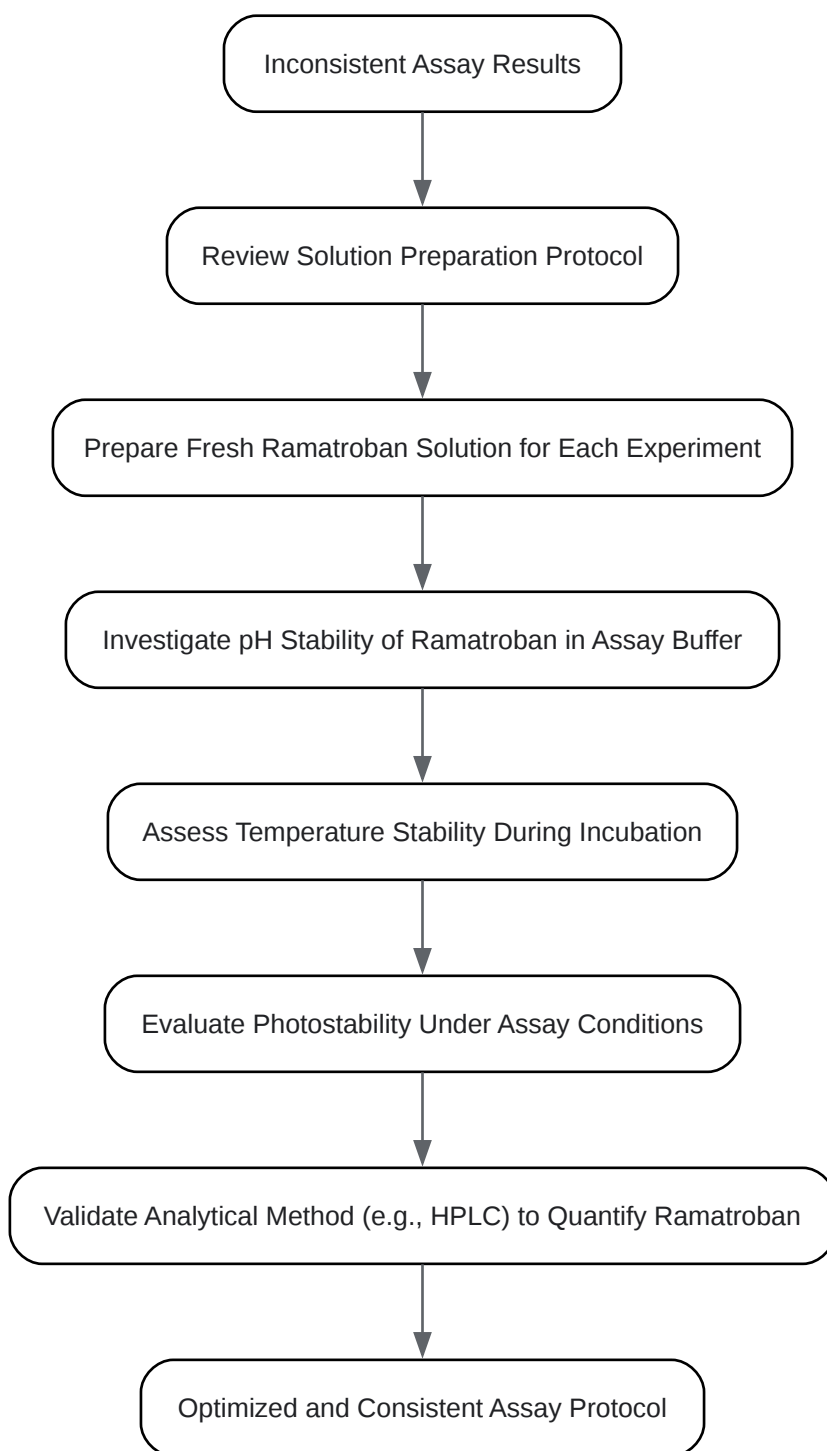 Inconsistent Assay Results
Review Solution Preparation Protocol
Prepare Fresh Ramatroban Solution for Each Experiment
Investigate pH Stability of Ramatroban in Assay Buffer
Assess Temperature Stability During Incubation
Evaluate Photostability Under Assay Conditions
Validate Analytical Method (e.g., HPLC) to Quantify Ramatroban
Optimized and Consistent Assay Protocol